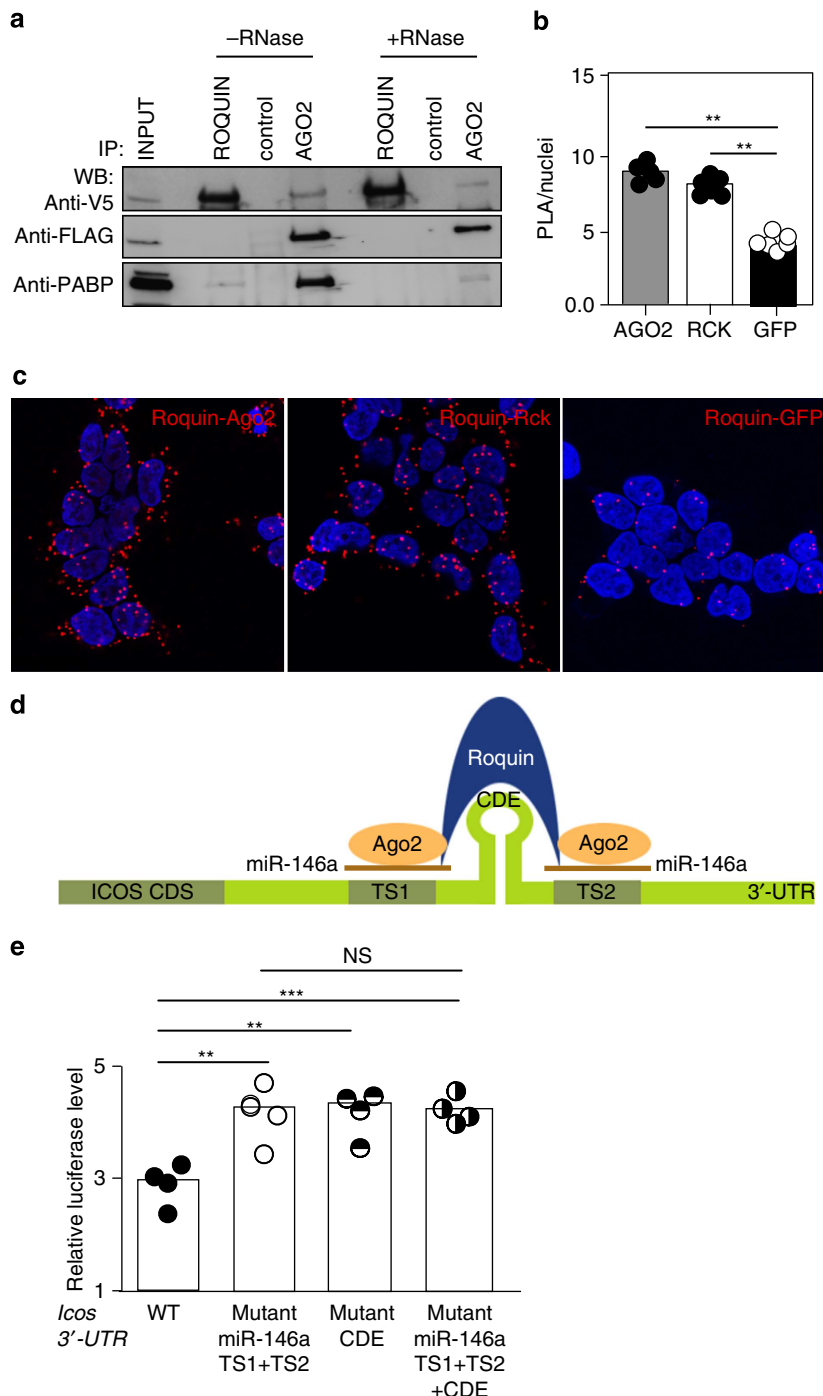 a
–RNase
+RNase
IP:
INPUT
ROQUIN
control
AGO2
ROQUIN
control
AGO2
WB:
Anti-V5
Anti-FLAG
Anti-PABP
b
PLA/nuclei
15
10
5
0.0
**
**
AGO2 RCK GFP
c
Roquin-Ago2
Roquin-Rck
Roquin-GFP
d
Roquin
CDE
Ago2
Ago2
miR-146a
miR-146a
ICOS CDS
TS1
TS2
3′-UTR
e
NS
***
**
**
Relative luciferase level
5
3
1
Icos
3′-UTR
WT
Mutant
miR-146a
TS1+TS2
Mutant
CDE
Mutant
miR-146a
TS1+TS2
+CDE